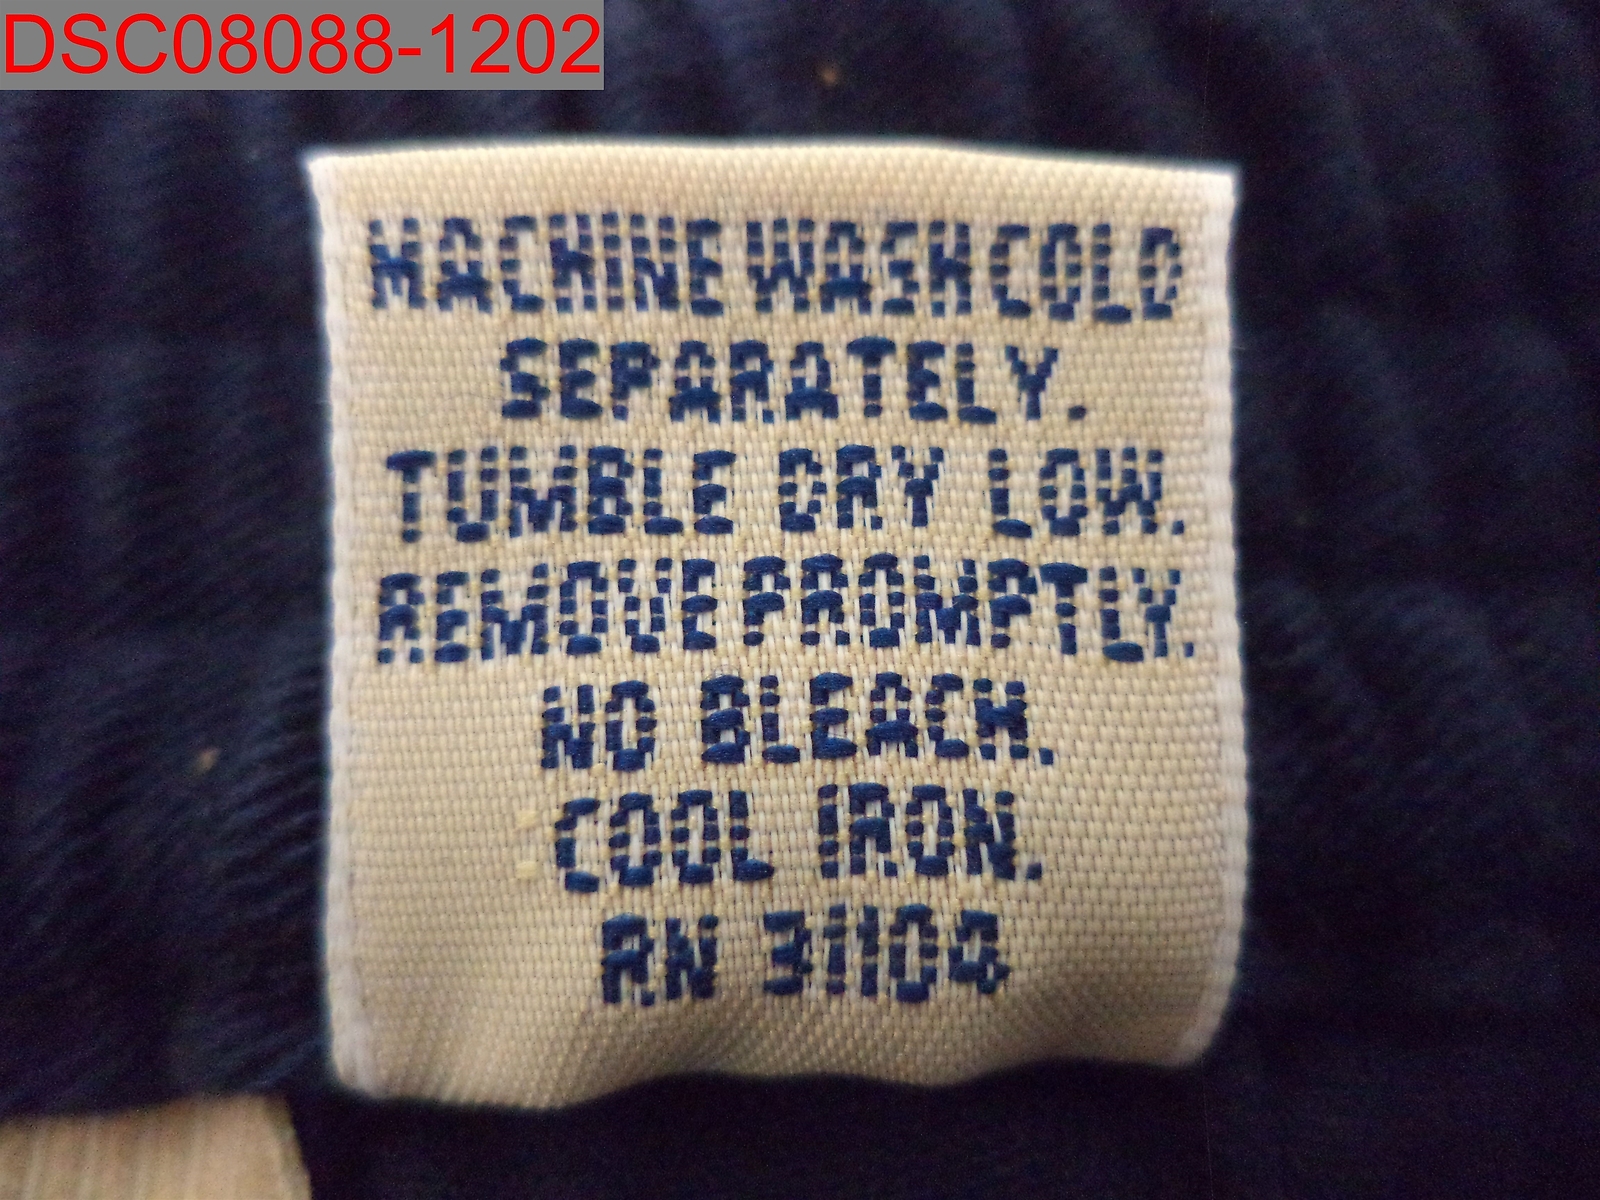 DSC08088-1202
MACHINE WASH COLD
SEPARATELY.
TUMBLE DRY LOW.
REMOVE PROMPTLY.
NO BLEACH.
COOL IRON.
RN 31104